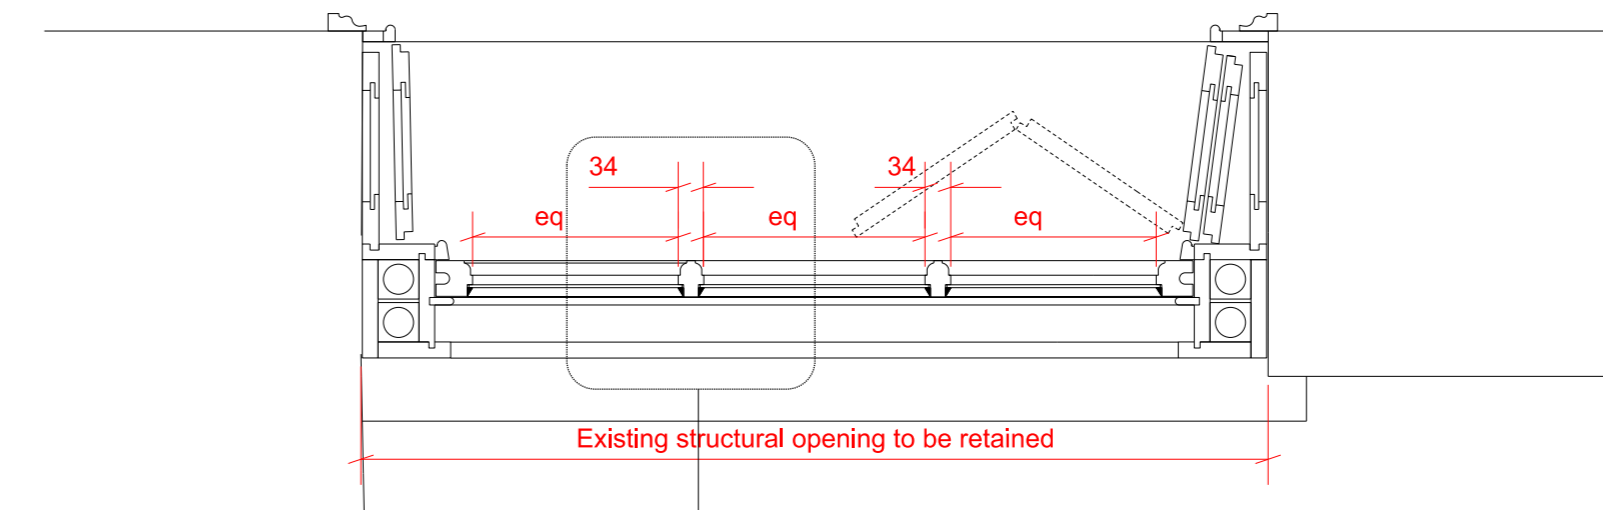 34
34
eq
eq
eq
Existing structural opening to be retained